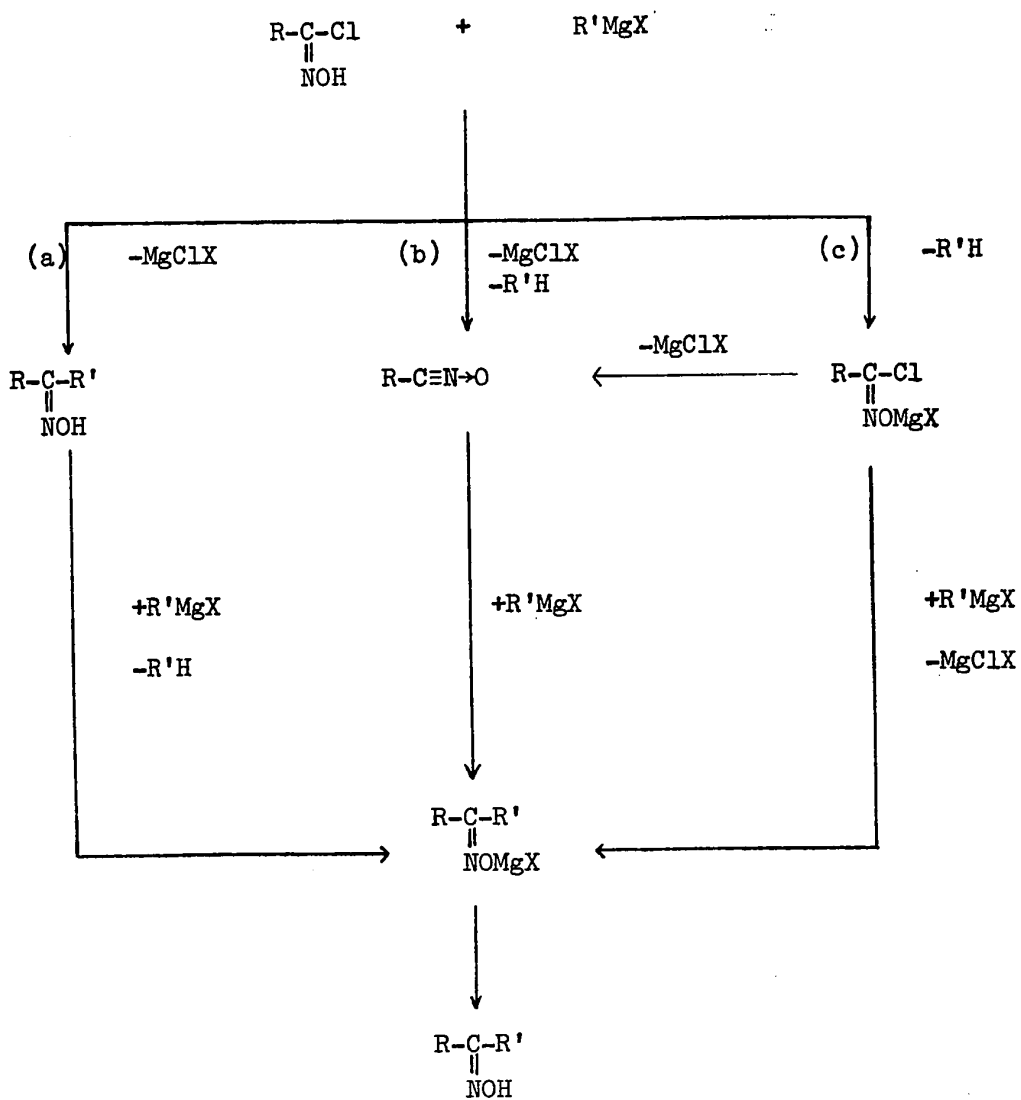 R-C-Cl + R'MgX
NOH
(a) -MgClX (b) -MgClX (c) -R'H
-R'H
-MgClX
R-C-R' R-C≡N→O R-C-Cl
NOH NOMgX
+R'MgX +R'MgX +R'MgX
-R'H -MgClX
R-C-R'
NOMgX
R-C-R'
NOH